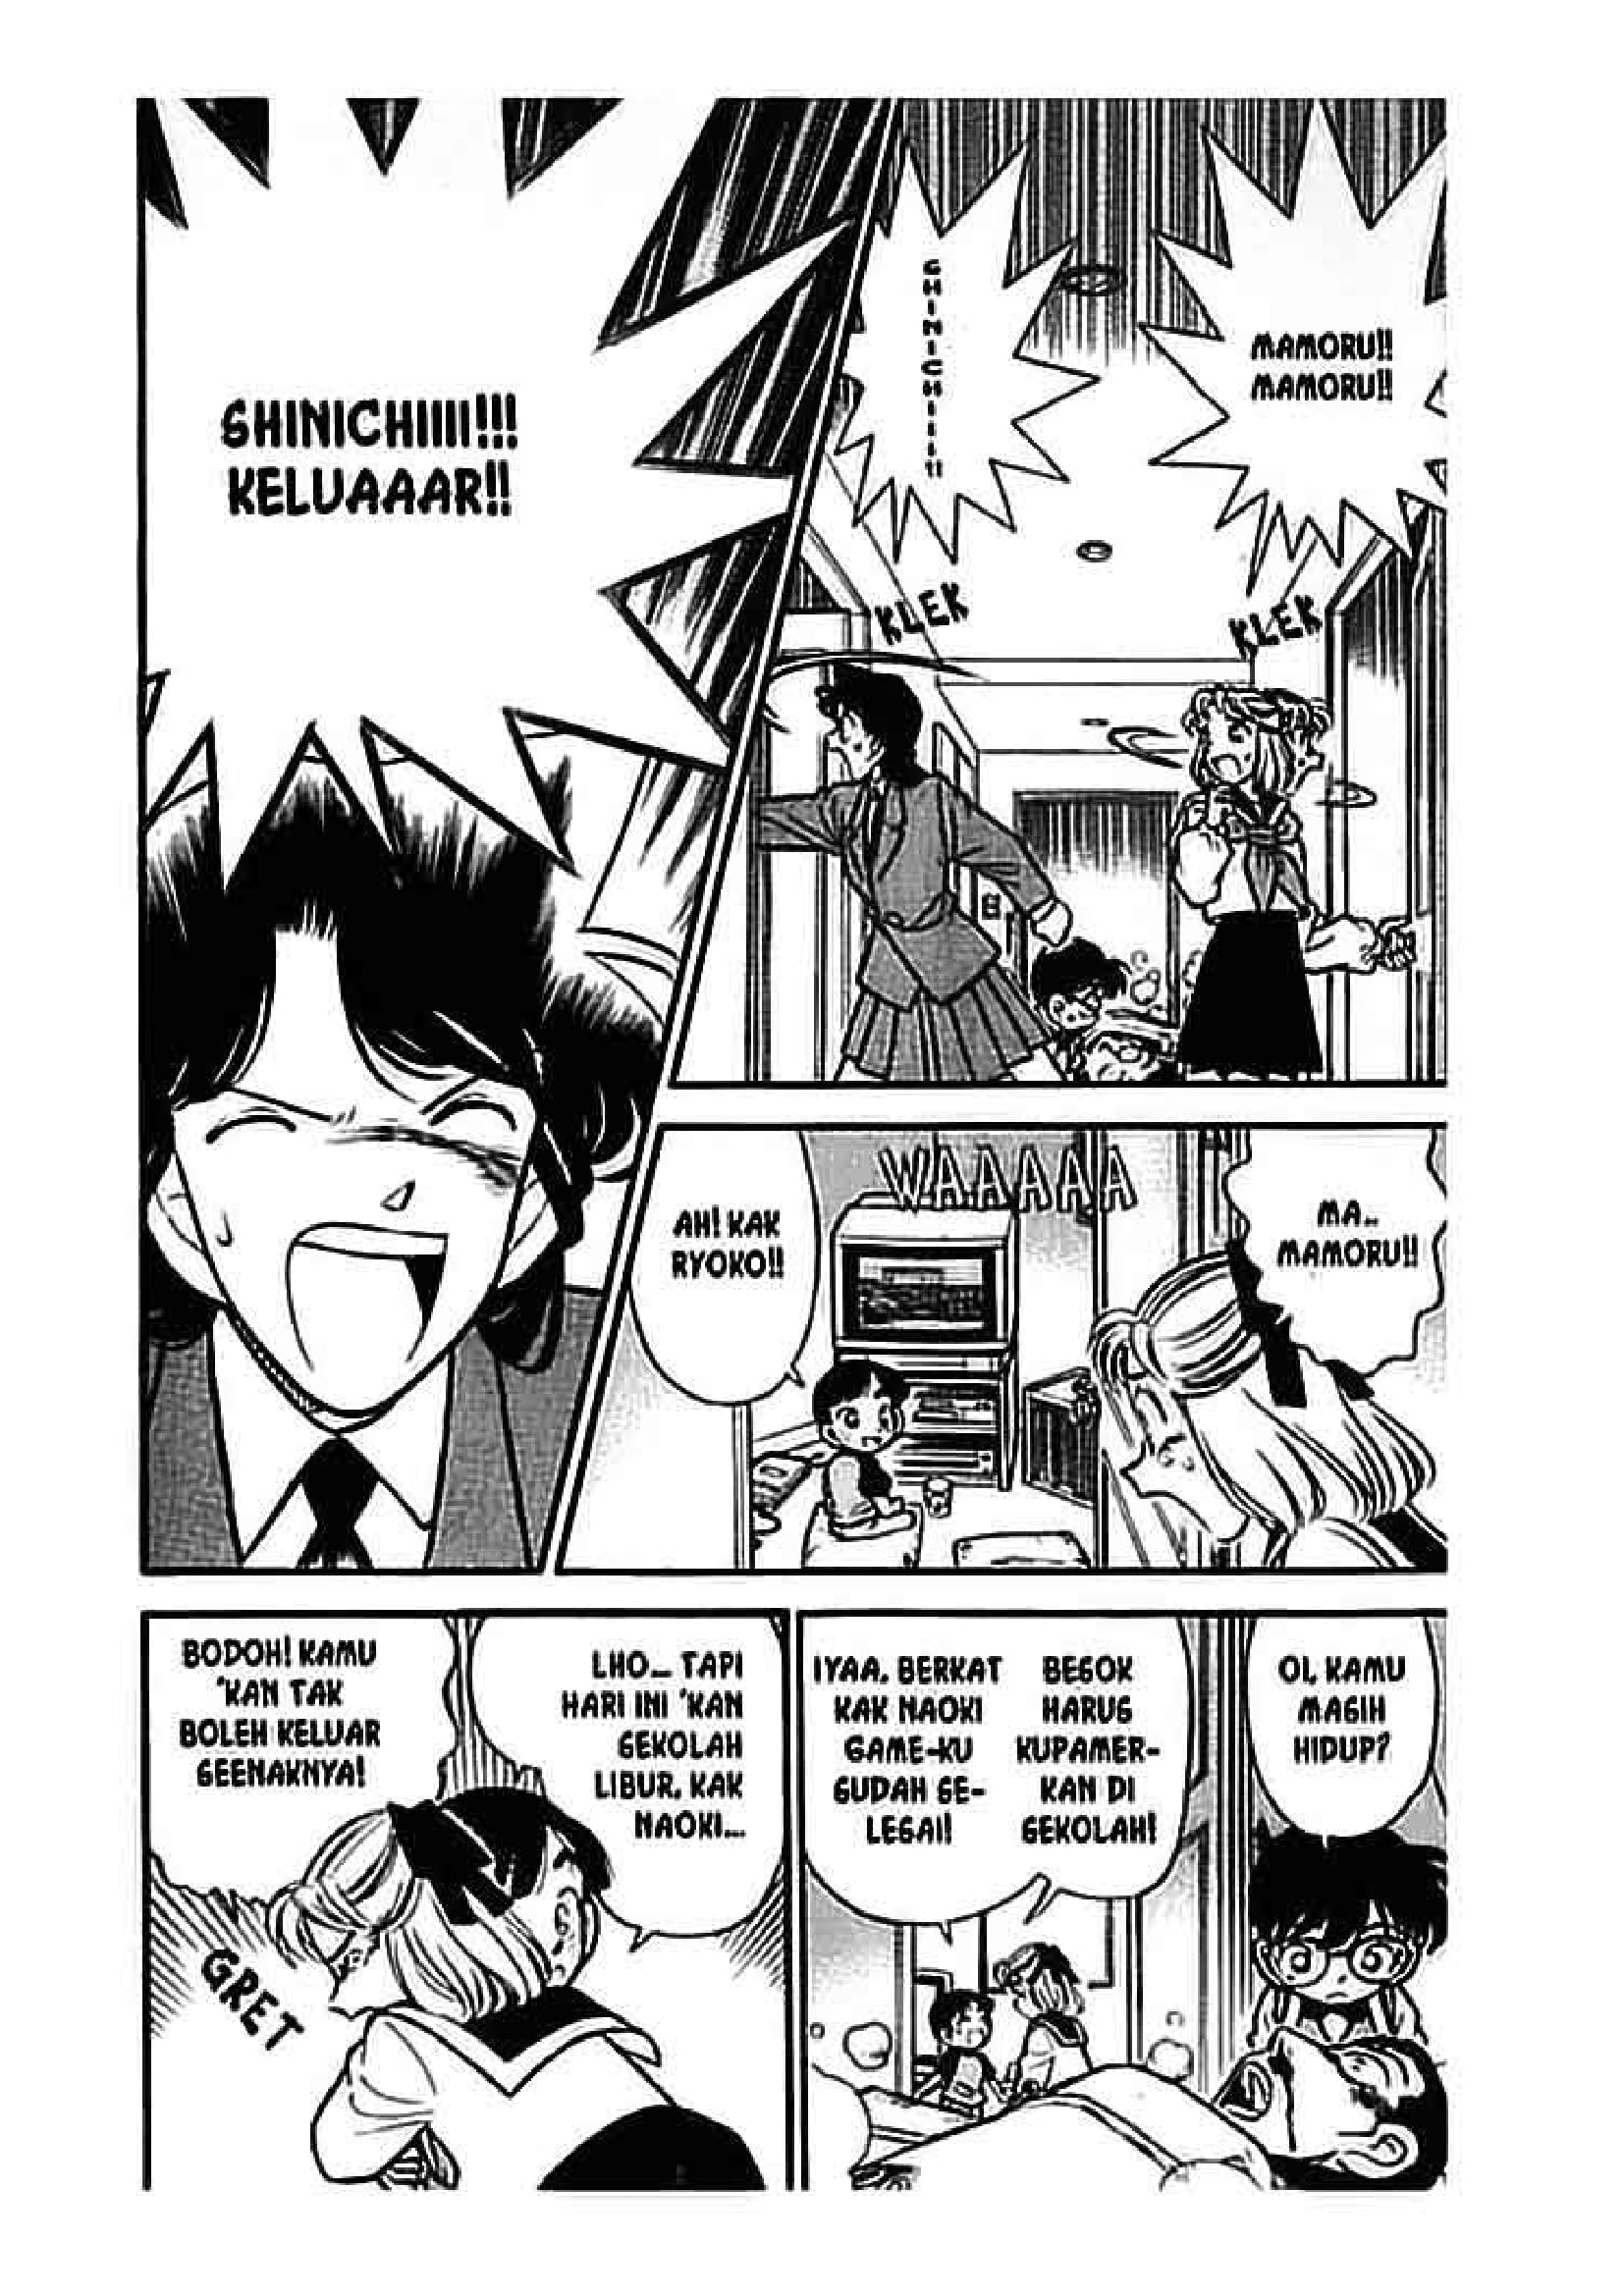 MAMORU!!
MAMORU!!
SHINICHIIII!!
KLEK
KLEK
SHINICHIIII!!!
KELUAAAR!!
MA..
MAMORU!!
WAAAAAA
AH! KAK
RYOKO!!
OI, KAMU
MASIH
HIDUP?
BESOK
HARUS
KUPAMER-
KAN DI
SEKOLAH!
IYAA, BERKAT
KAK NAOKI
GAME-KU
SUDAH SE-
LESAI!
LHO... TAPI
HARI INI 'KAN
SEKOLAH
LIBUR, KAK
NAOKI...
BODOH! KAMU
'KAN TAK
BOLEH KELUAR
SEENAKNYA!
GRET